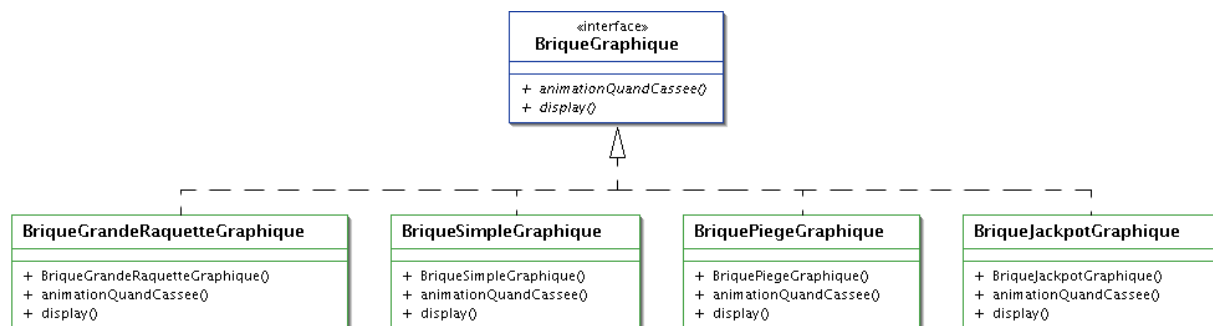 «interface»
BriqueGraphique
+ animationQuandCassee()
+ display()
BriqueGrandeRaquetteGraphique
+ BriqueGrandeRaquetteGraphique()
+ animationQuandCassee()
+ display()
BriqueSimpleGraphique
+ BriqueSimpleGraphique()
+ animationQuandCassee()
+ display()
BriquePiegeGraphique
+ BriquePiegeGraphique()
+ animationQuandCassee()
+ display()
BriqueJackpotGraphique
+ BriqueJackpotGraphique()
+ animationQuandCassee()
+ display()